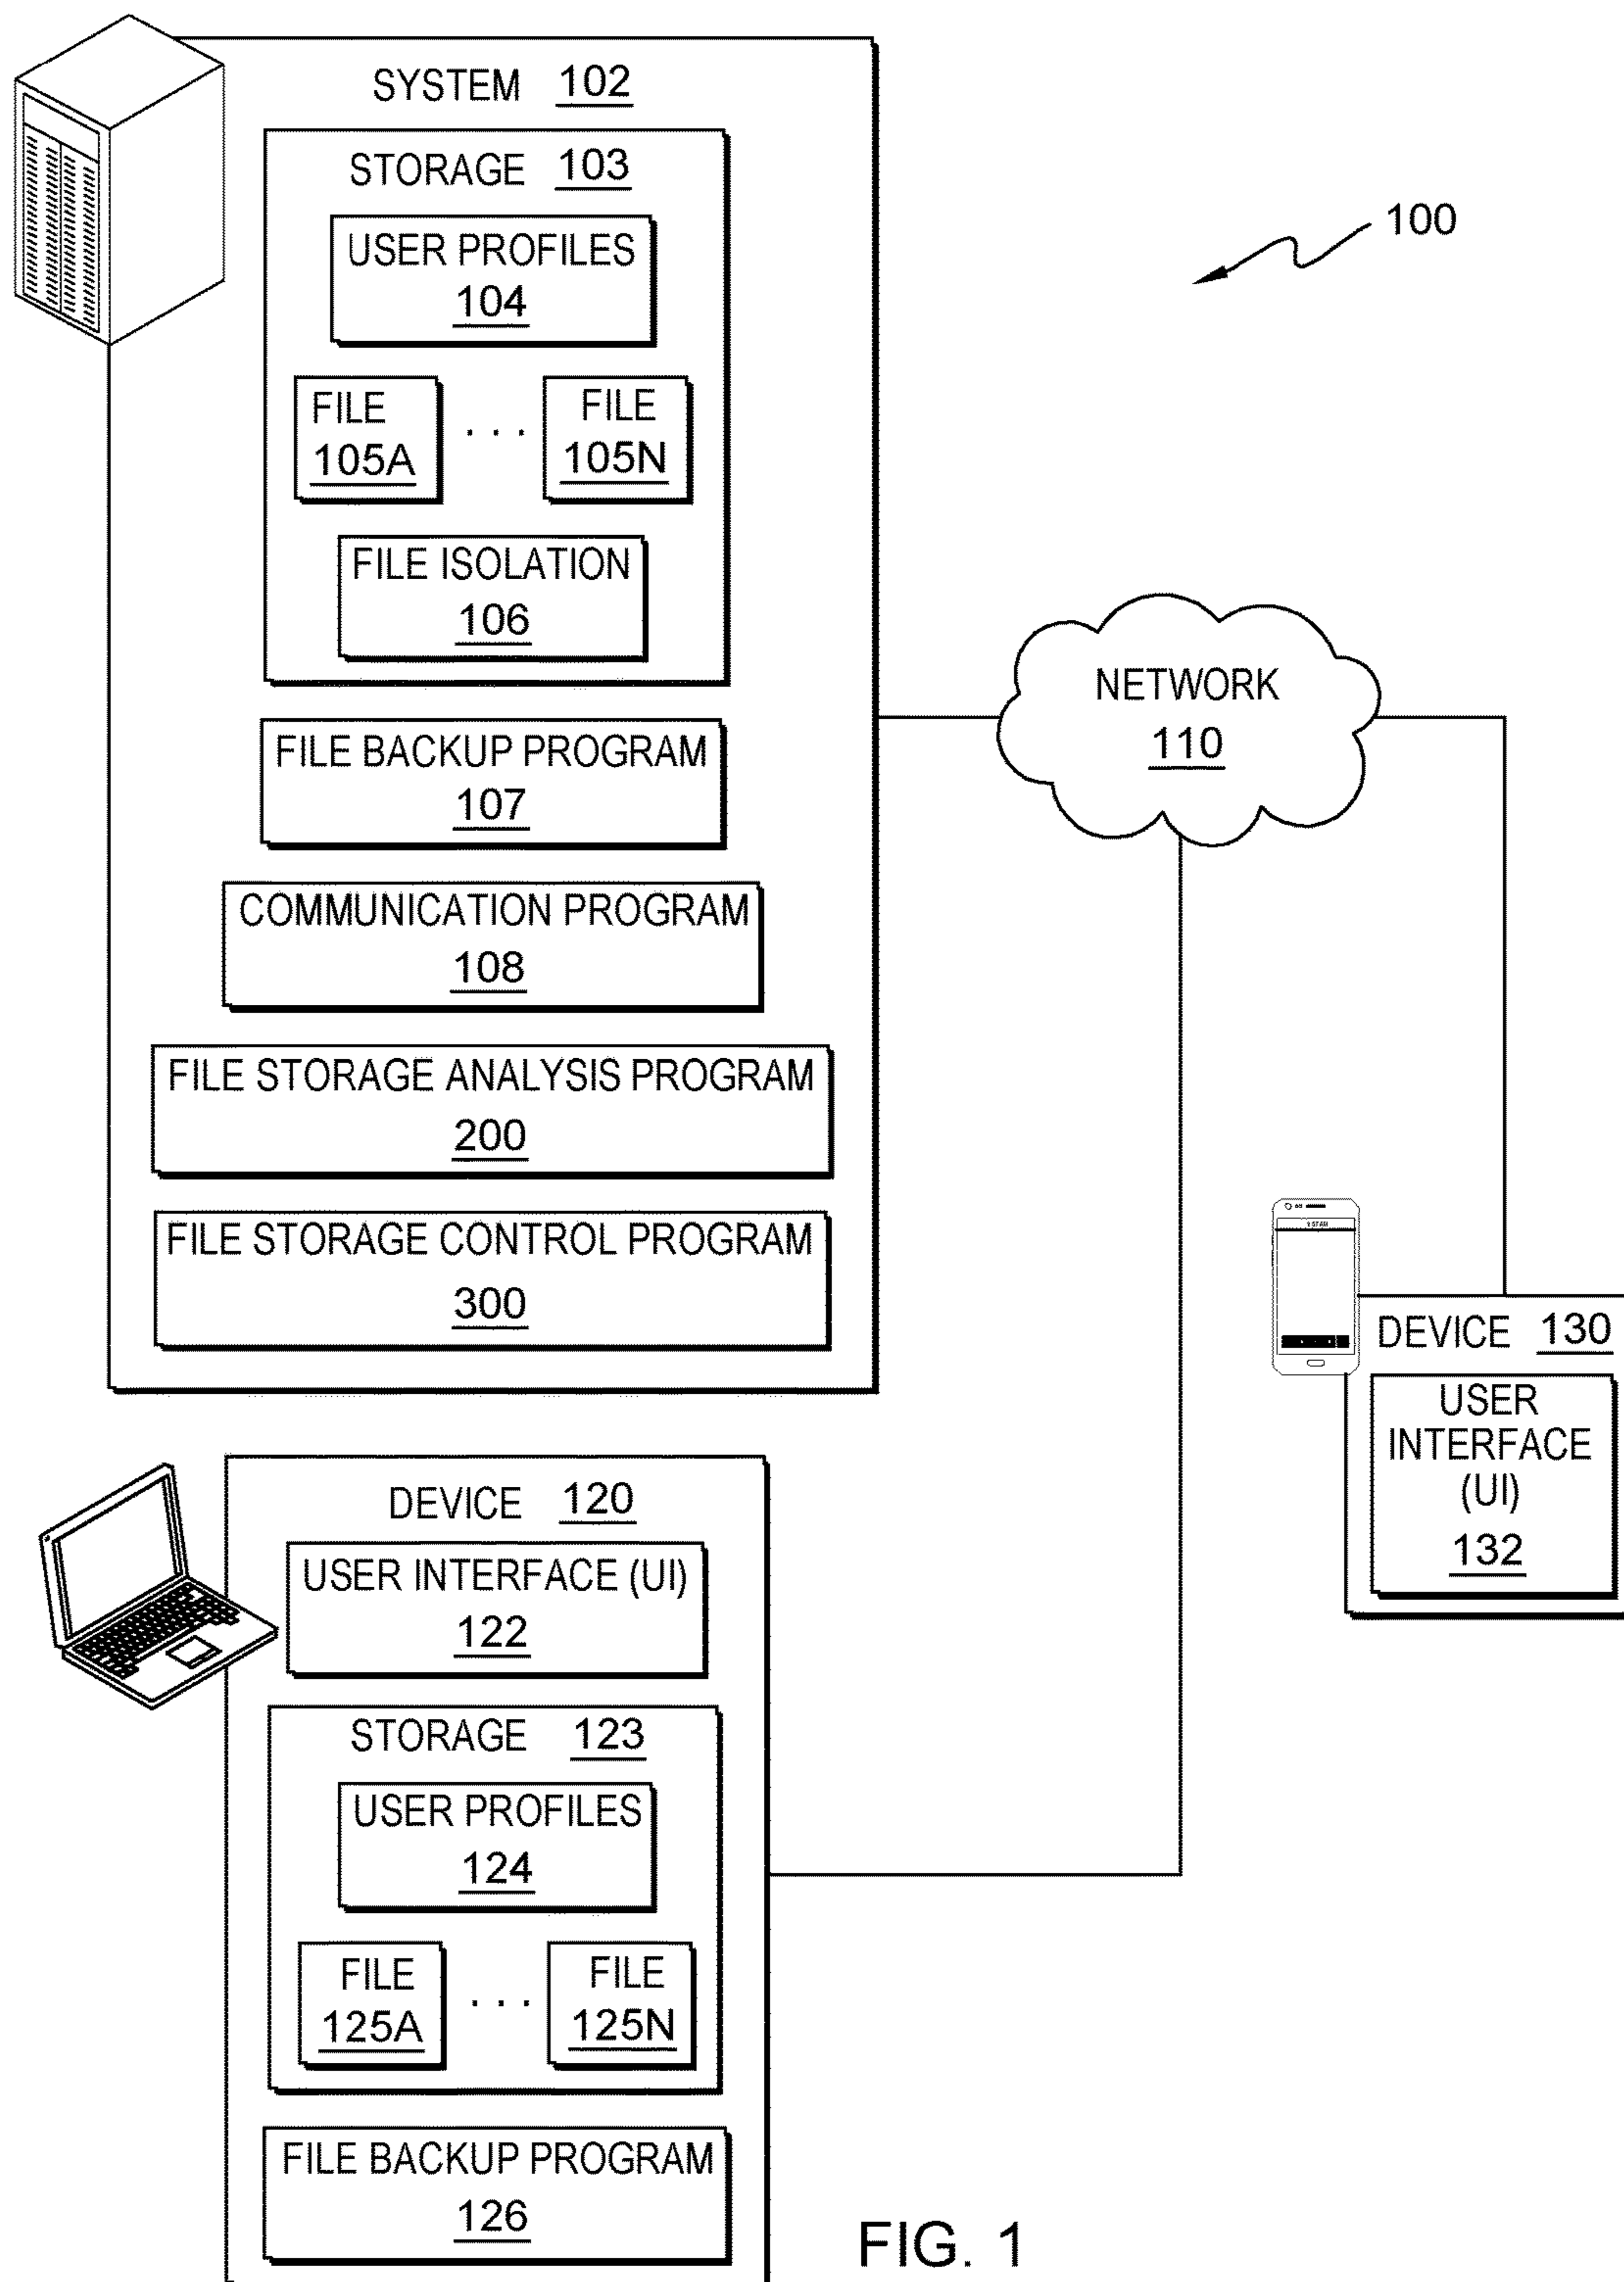 SYSTEM 102
STORAGE 103
USER PROFILES
104
FILE
105A
. . .
FILE
105N
FILE ISOLATION
106
FILE BACKUP PROGRAM
107
COMMUNICATION PROGRAM
108
FILE STORAGE ANALYSIS PROGRAM
200
FILE STORAGE CONTROL PROGRAM
300
100
NETWORK
110
DEVICE 130
USER
INTERFACE
(UI)
132
DEVICE 120
USER INTERFACE (UI)
122
STORAGE 123
USER PROFILES
124
FILE
125A
. . .
FILE
125N
FILE BACKUP PROGRAM
126
FIG. 1